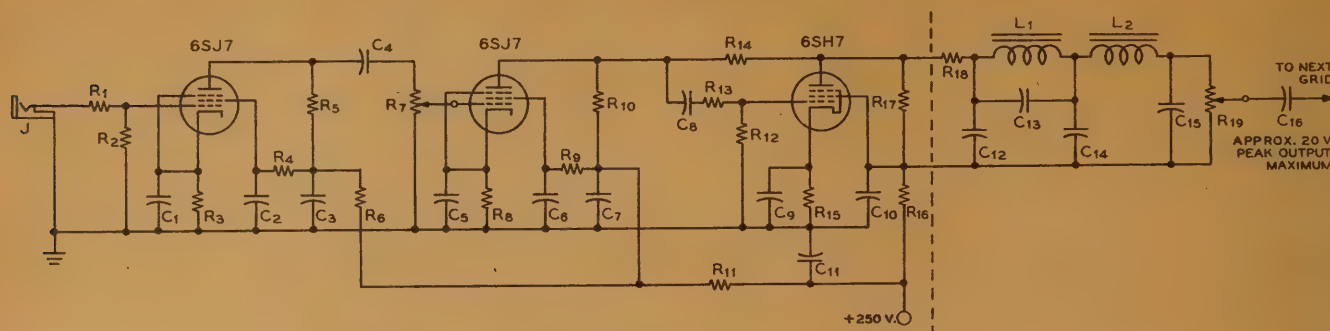 6SJ7
C4
6SJ7
R14
6SH7
L1
L2
R1
J
R2
R5
R7
R10
C8
R13
R12
R17
R18
C13
C12
C14
C15
R19
C16
TO NEXT
GRID
APPROX. 20 V.
PEAK OUTPUT
MAXIMUM
C1
R3
R4
C2
C3
R6
C5
R8
R9
C6
C7
C9
R15
C10
R16
R11
C11
+250 V.